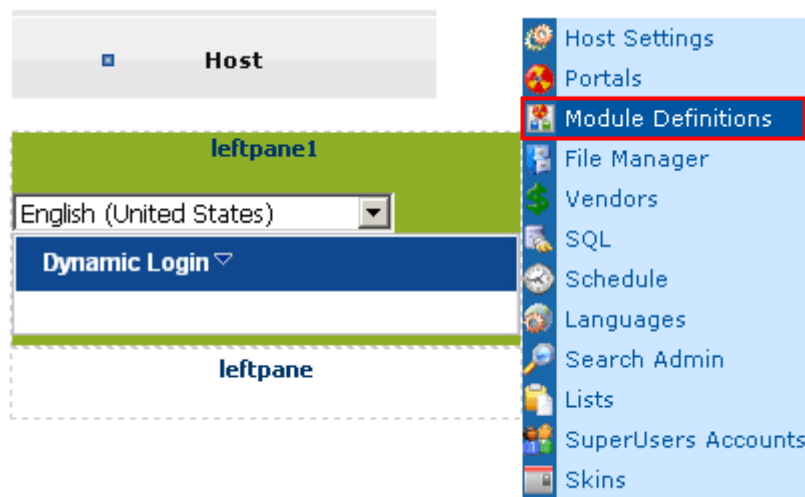 Host
leftpane1
English (United States)
Dynamic Login
leftpane
Host Settings
Portals
Module Definitions
File Manager
Vendors
SQL
Schedule
Languages
Search Admin
Lists
SuperUsers Accounts
Skins